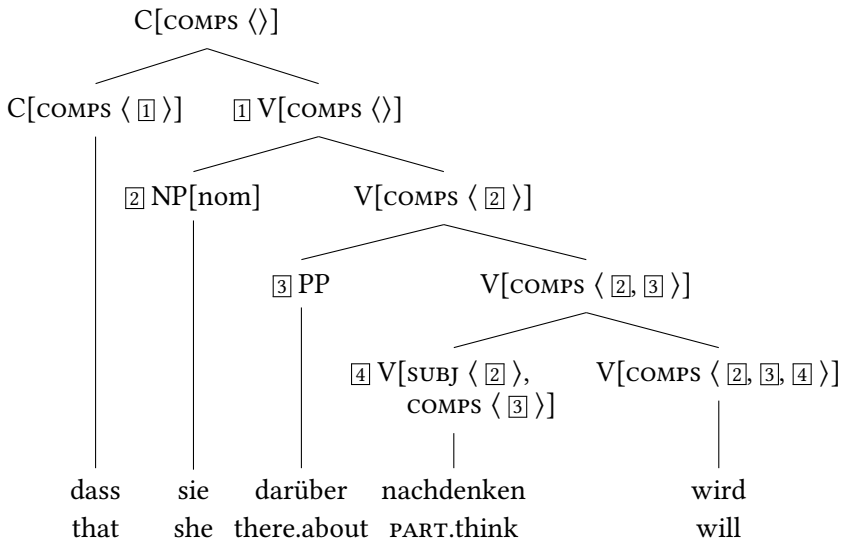 C[COMPS ⟨⟩]
C[COMPS ⟨ 1 ⟩] 1 V[COMPS ⟨⟩]
2 NP[nom] V[COMPS ⟨ 2 ⟩]
3 PP V[COMPS ⟨ 2, 3 ⟩]
4 V[SUBJ ⟨ 2 ⟩, V[COMPS ⟨ 2, 3, 4 ⟩]
COMPS ⟨ 3 ⟩]
dass sie darüber nachdenken wird
that she there.about PART.think will